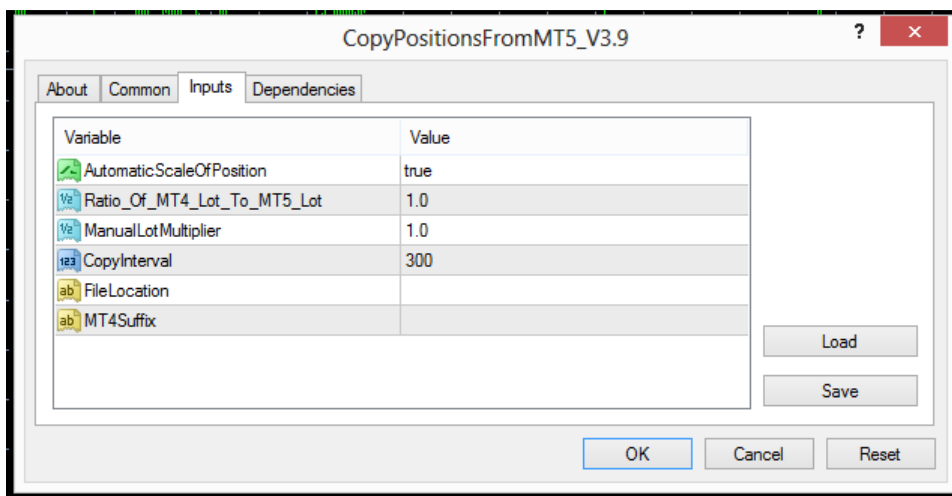 CopyPositionsFromMT5_V3.9
?
About Common Inputs Dependencies
Variable Value
AutomaticScaleOfPosition true
Ratio_Of_MT4_Lot_To_MT5_Lot 1.0
ManualLotMultiplier 1.0
CopyInterval 300
FileLocation
MT4Suffix
Load
Save
OK Cancel Reset